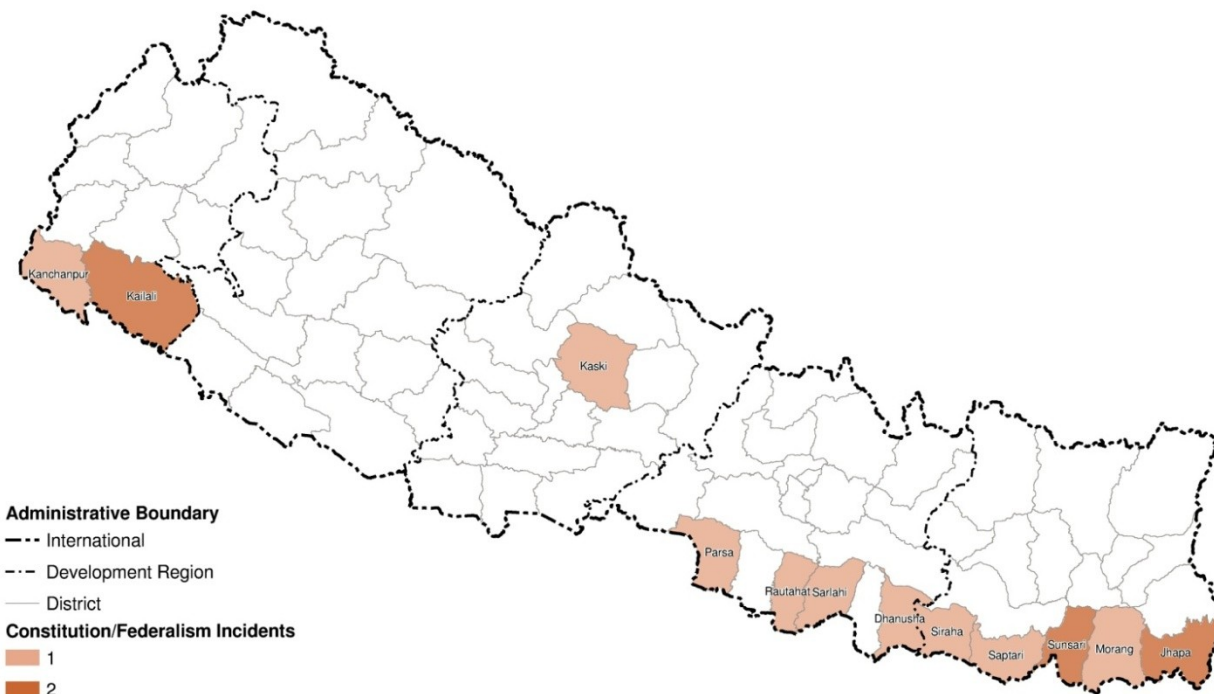 Kanchanpur
Kailali
Kaski
Parsa
Rautahat
Sarlahi
Dhanusha
Siraha
Saptari
Sunsari
Morang
Jhapa
Administrative Boundary
International
Development Region
District
Constitution/Federalism Incidents
1
2